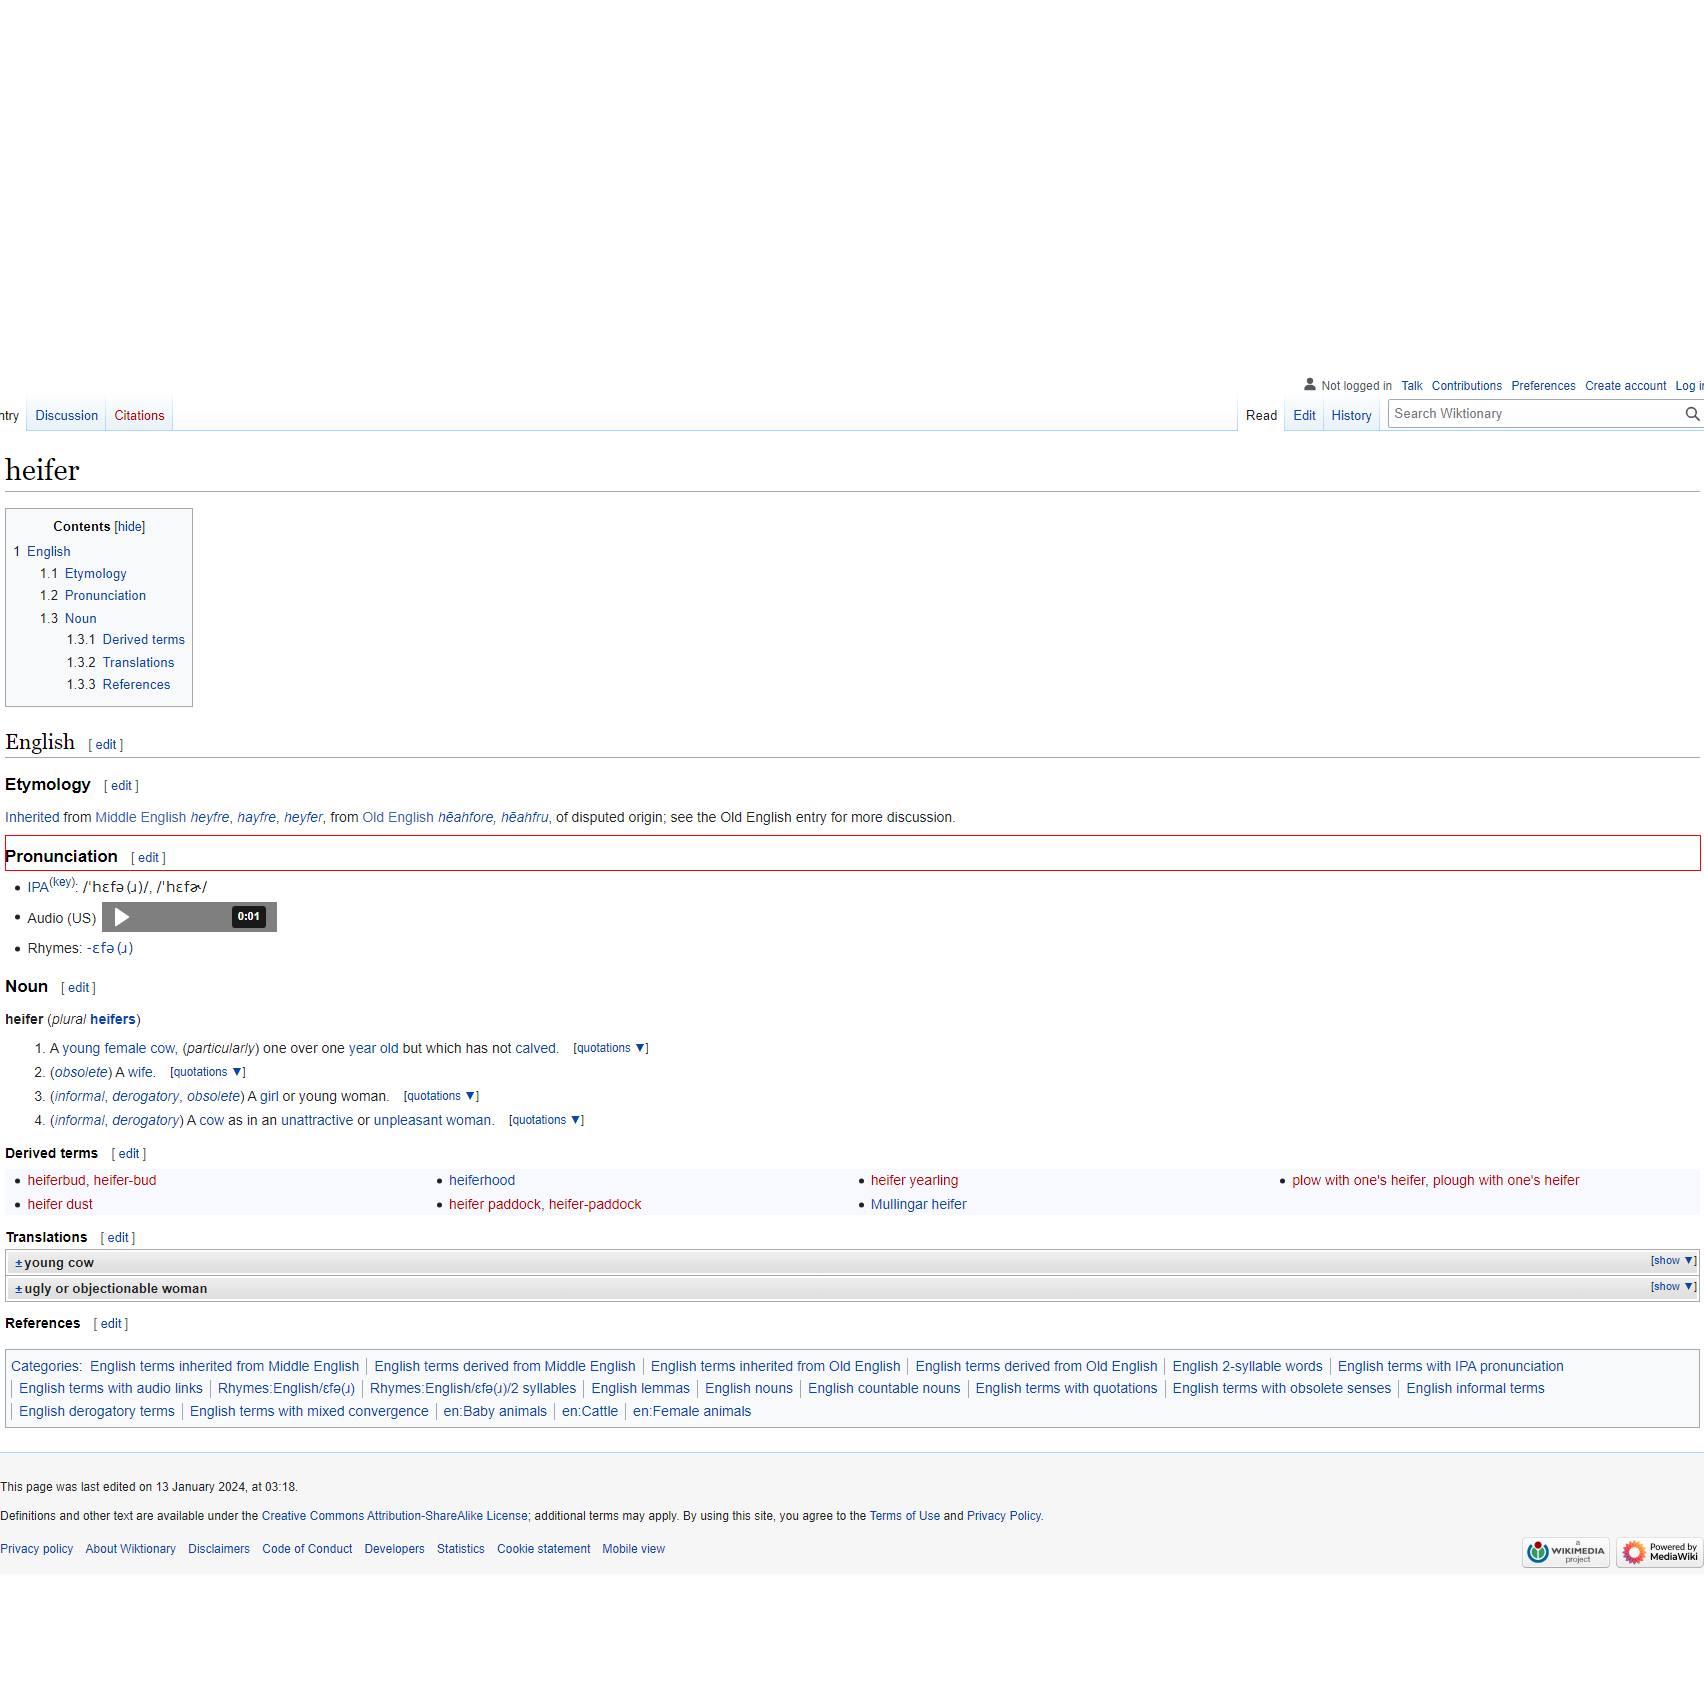 Not logged in Talk Contributions Preferences Create account Log in
ntry Discussion Citations Read Edit History Search Wiktionary
heifer
Contents [hide]
1 English
1.1 Etymology
1.2 Pronunciation
1.3 Noun
1.3.1 Derived terms
1.3.2 Translations
1.3.3 References
English [ edit ]
Etymology [ edit ]
Inherited from Middle English heyfre, hayfre, heyfer, from Old English hēahfore, hēahfru, of disputed origin; see the Old English entry for more discussion.
Pronunciation [ edit ]
• IPA(key): /ˈhɛfə(ɹ)/, /ˈhɛfɚ/
• Audio (US) 0:01
• Rhymes: -ɛfə(ɹ)
Noun [ edit ]
heifer (plural heifers)
1. A young female cow, (particularly) one over one year old but which has not calved. [quotations ▼]
2. (obsolete) A wife. [quotations ▼]
3. (informal, derogatory, obsolete) A girl or young woman. [quotations ▼]
4. (informal, derogatory) A cow as in an unattractive or unpleasant woman. [quotations ▼]
Derived terms [ edit ]
• heiferbud, heifer-bud • heiferhood • heifer yearling • plow with one's heifer, plough with one's heifer
• heifer dust • heifer paddock, heifer-paddock • Mullingar heifer
Translations [ edit ]
±young cow [show ▼]
±ugly or objectionable woman [show ▼]
References [ edit ]
Categories: English terms inherited from Middle English | English terms derived from Middle English | English terms inherited from Old English | English terms derived from Old English | English 2-syllable words | English terms with IPA pronunciation
| English terms with audio links | Rhymes:English/ɛfə(ɹ) | Rhymes:English/ɛfə(ɹ)/2 syllables | English lemmas | English nouns | English countable nouns | English terms with quotations | English terms with obsolete senses | English informal terms
| English derogatory terms | English terms with mixed convergence | en:Baby animals | en:Cattle | en:Female animals
This page was last edited on 13 January 2024, at 03:18.
Definitions and other text are available under the Creative Commons Attribution-ShareAlike License; additional terms may apply. By using this site, you agree to the Terms of Use and Privacy Policy.
Privacy policy About Wiktionary Disclaimers Code of Conduct Developers Statistics Cookie statement Mobile view
a WIKIMEDIA project Powered by MediaWiki